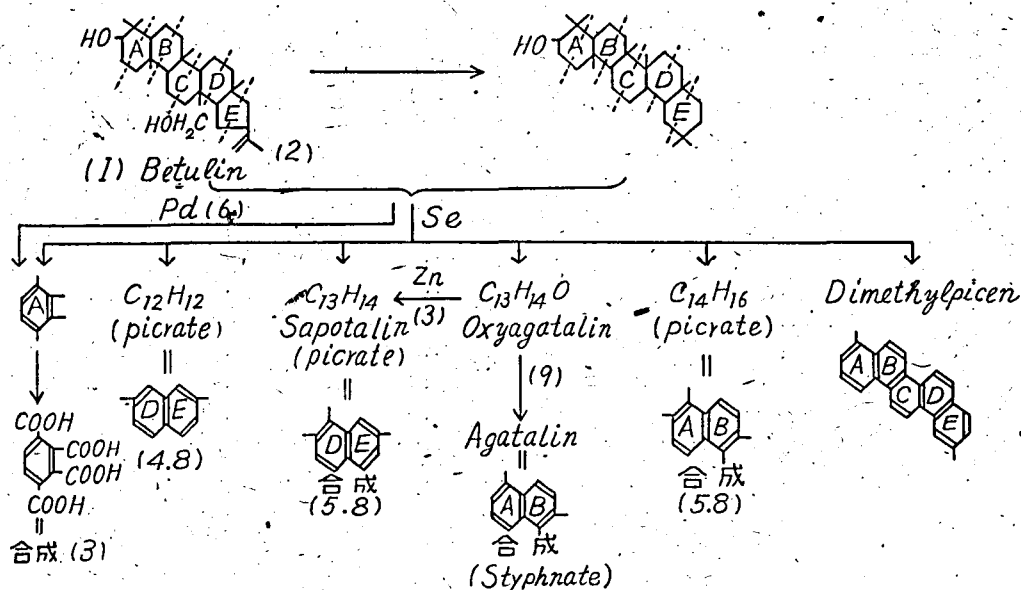 HO A B C D E
HOH₂C (2)
(1) Betulin
HO A B C D E
Pd (6)
Se
A
C₁₂H₁₂
(picrate)
D E
(4.8)
C₁₃H₁₄
Sapotalin
(picrate)
D E
合成
(5.8)
Zn
(3)
C₁₃H₁₄O
Oxyagatalin
(9)
Agatalin
A B
合成
(Styphnate)
C₁₄H₁₆
(picrate)
A B
合成
(5.8)
Dimethylpicen
A B C D E
COOH
COOH
COOH
COOH
合成 (3)